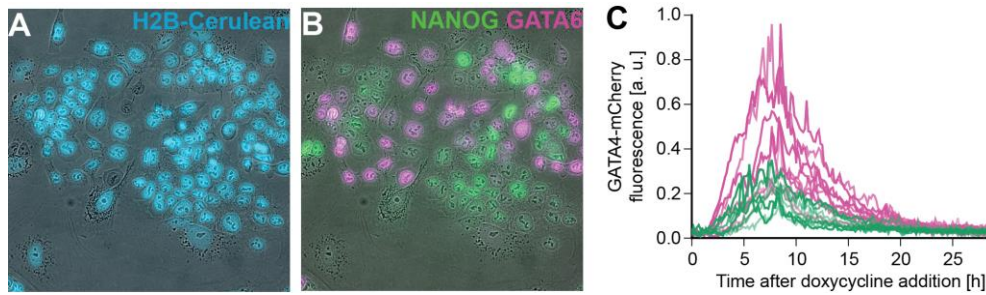 A
H2B-Cerulean
B
NANOG GATA6
C
GATA4-mCherry
fluorescence [a. u.]
1.0
0.8
0.6
0.4
0.2
0
0 5 10 15 20 25
Time after doxycycline addition [h]